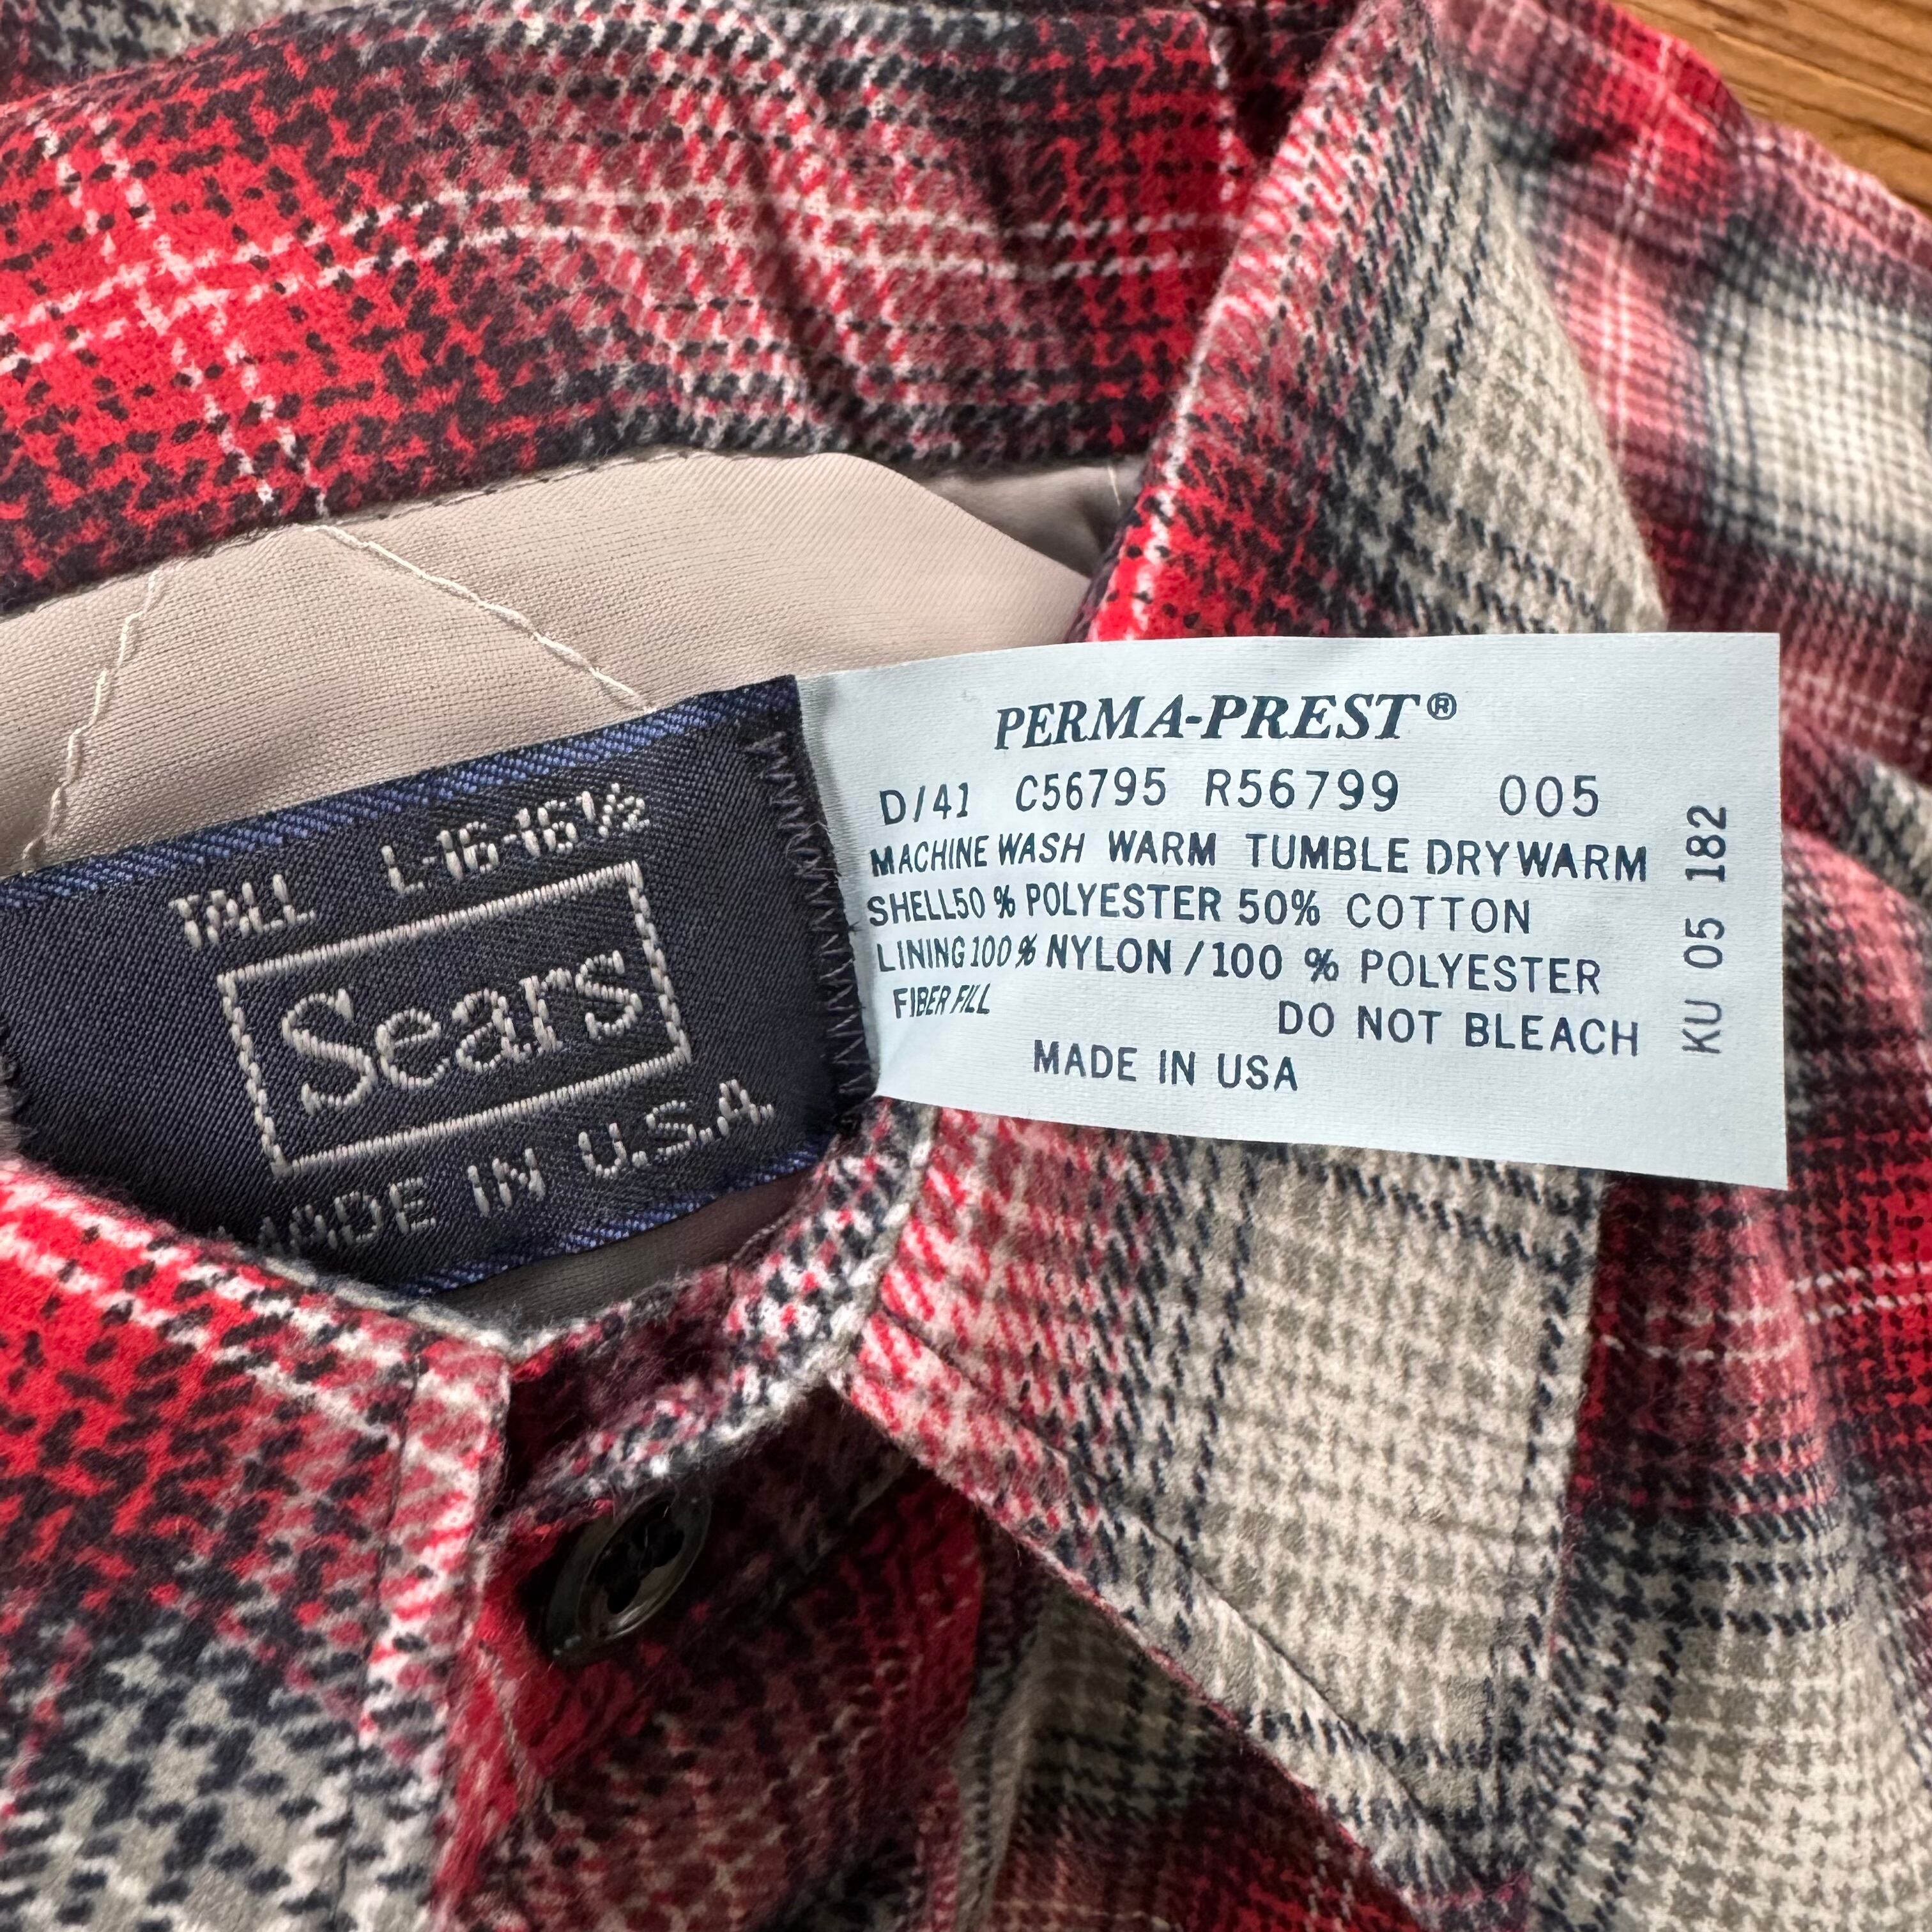 TALL L-16-16½
Sears
MADE IN U.S.A.
PERMA-PREST®
D/41 C56795 R56799 005
MACHINE WASH WARM TUMBLE DRY WARM
SHELL 50 % POLYESTER 50% COTTON
LINING 100 % NYLON / 100 % POLYESTER
FIBER FILL
DO NOT BLEACH
MADE IN USA
KU 05 182